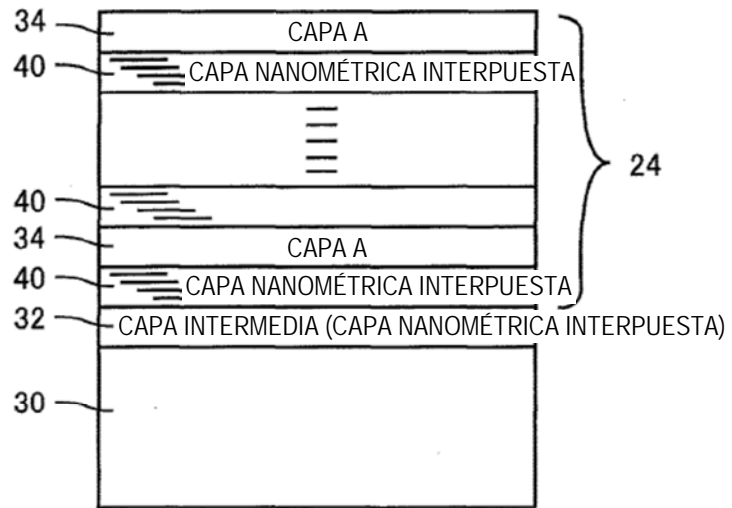 34 CAPA A
40 CAPA NANOMÉTRICA INTERPUESTA
24
40
34 CAPA A
40 CAPA NANOMÉTRICA INTERPUESTA
32 CAPA INTERMEDIA (CAPA NANOMÉTRICA INTERPUESTA)
30